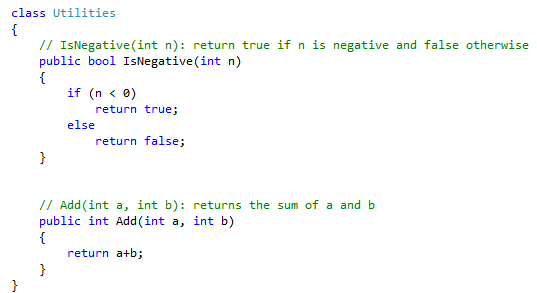 class Utilities
{
    // IsNegative(int n): return true if n is negative and false otherwise
    public bool IsNegative(int n)
    {
        if (n < 0)
            return true;
        else
            return false;
    }

    // Add(int a, int b): returns the sum of a and b
    public int Add(int a, int b)
    {
        return a+b;
    }
}